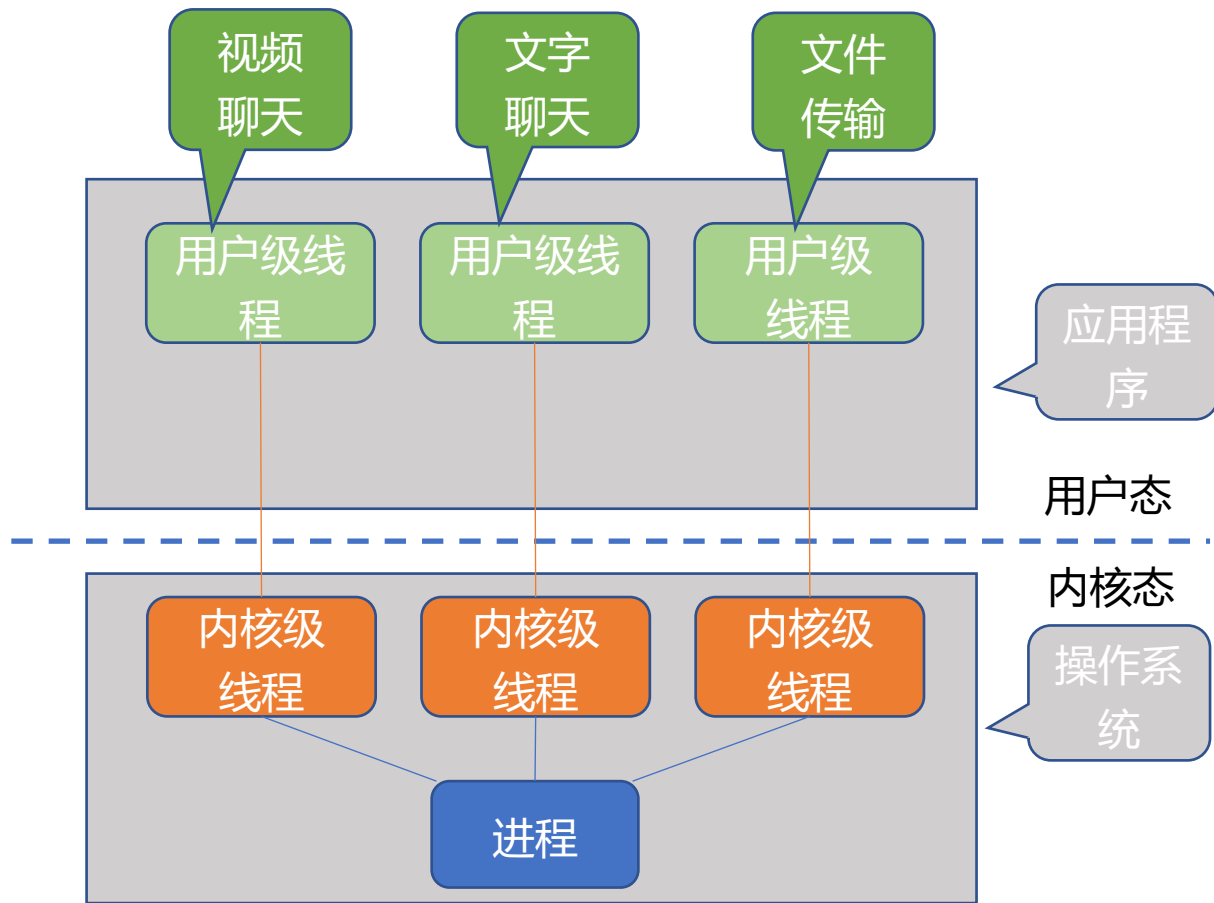 视频
聊天
文字
聊天
文件
传输
用户级线
程
用户级线
程
用户级
线程
应用程
序
用户态
内核态
内核级
线程
内核级
线程
内核级
线程
操作系
统
进程